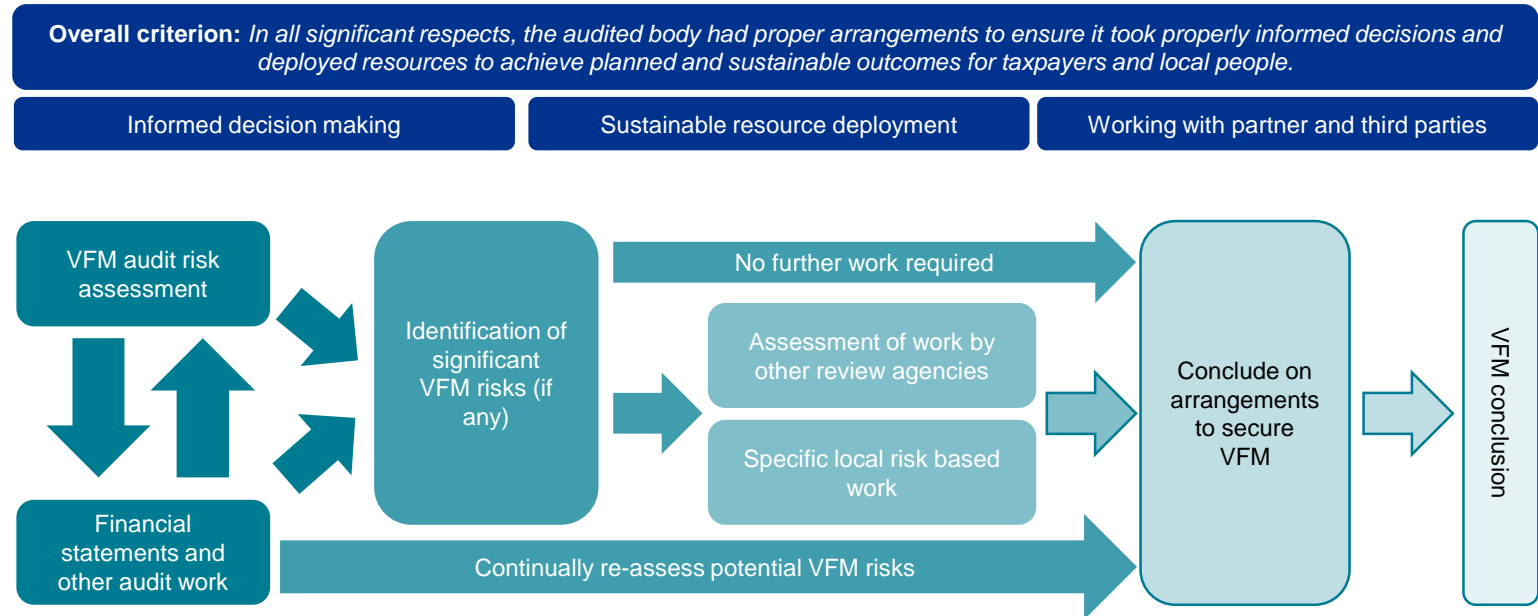 Overall criterion: In all significant respects, the audited body had proper arrangements to ensure it took properly informed decisions and
deployed resources to achieve planned and sustainable outcomes for taxpayers and local people.
Informed decision making
Sustainable resource deployment
Working with partner and third parties
VFM audit risk
assessment
Financial
statements and
other audit work
Identification of
significant
VFM risks (if
any)
No further work required
Assessment of work by
other review agencies
Specific local risk based
work
Continually re-assess potential VFM risks
Conclude on
arrangements
to secure
VFM
VFM conclusion